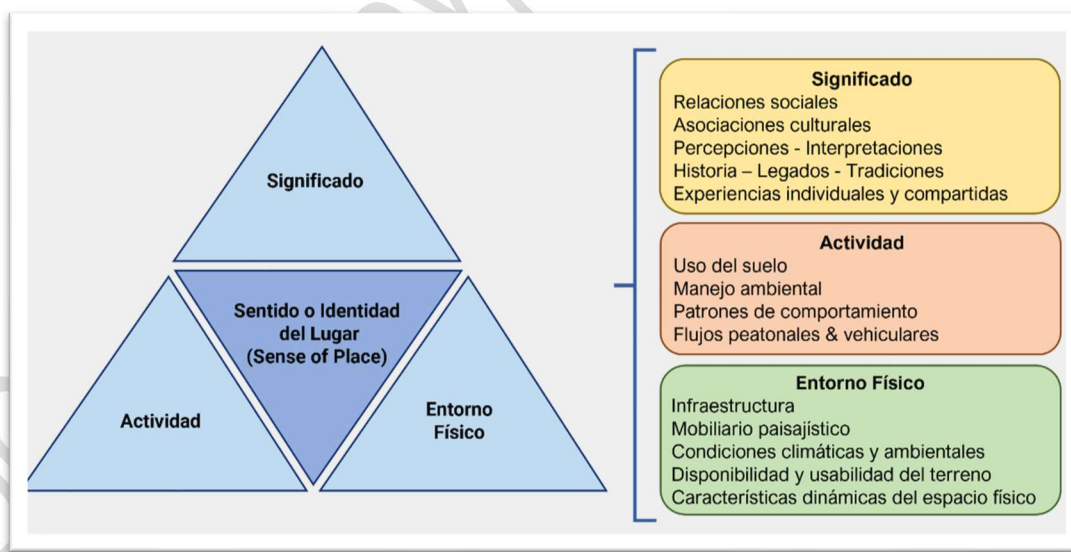 Significado
Sentido o Identidad
del Lugar
(Sense of Place)
Actividad
Entorno
Físico
Significado
Relaciones sociales
Asociaciones culturales
Percepciones - Interpretaciones
Historia – Legados - Tradiciones
Experiencias individuales y compartidas
Actividad
Uso del suelo
Manejo ambiental
Patrones de comportamiento
Flujos peatonales & vehiculares
Entorno Físico
Infraestructura
Mobiliario paisajístico
Condiciones climáticas y ambientales
Disponibilidad y usabilidad del terreno
Características dinámicas del espacio físico